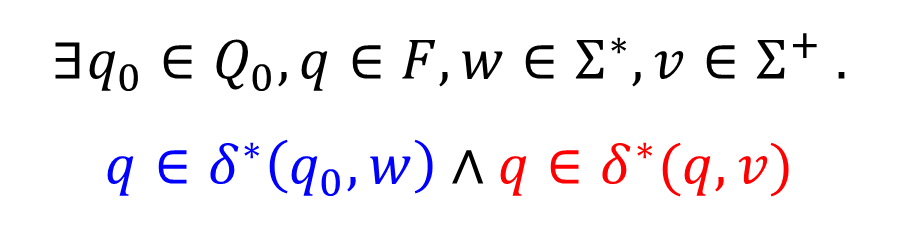 ∃q₀ ∈ Q₀, q ∈ F, w ∈ Σ*, v ∈ Σ⁺ .
q ∈ δ*(q₀, w) ∧ q ∈ δ*(q, v)